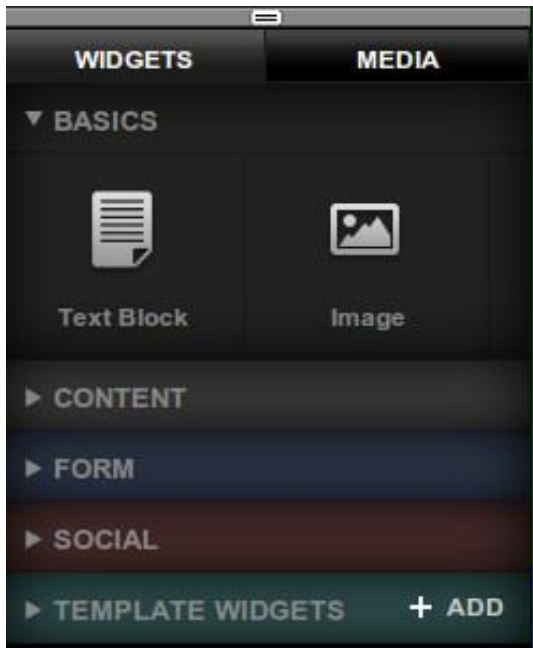 WIDGETS MEDIA
BASICS
Text Block Image
CONTENT
FORM
SOCIAL
TEMPLATE WIDGETS + ADD